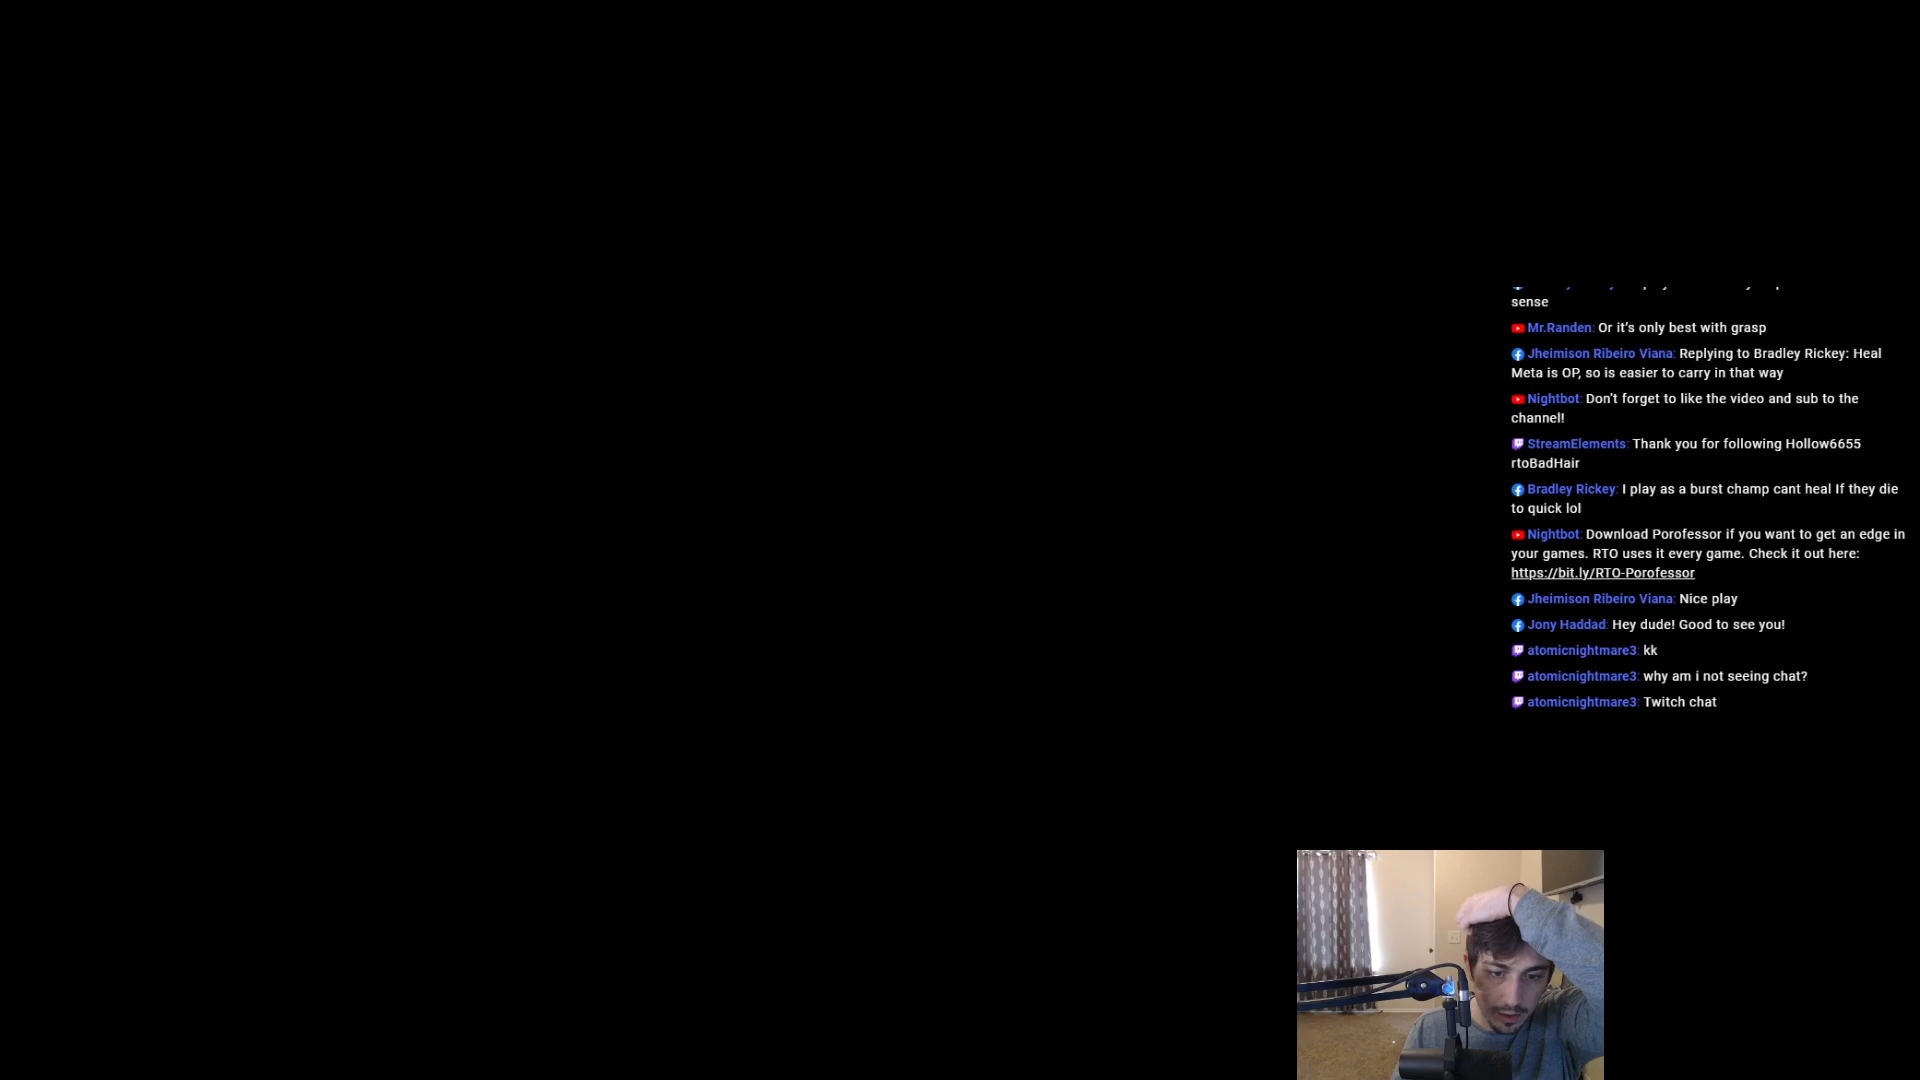 sense
Mr.Randen: Or it's only best with grasp
Jheimison Ribeiro Viana: Replying to Bradley Rickey: Heal
Meta is OP, so is easier to carry in that way
Nightbot: Don't forget to like the video and sub to the
channel!
StreamElements: Thank you for following Hollow6655
rtoBadHair
Bradley Rickey: I play as a burst champ cant heal If they die
to quick lol
Nightbot: Download Porofessor if you want to get an edge in
your games. RTO uses it every game. Check it out here:
https://bit.ly/RTO-Porofessor
Jheimison Ribeiro Viana: Nice play
Jony Haddad: Hey dude! Good to see you!
atomicnightmare3: kk
atomicnightmare3: why am i not seeing chat?
atomicnightmare3: Twitch chat